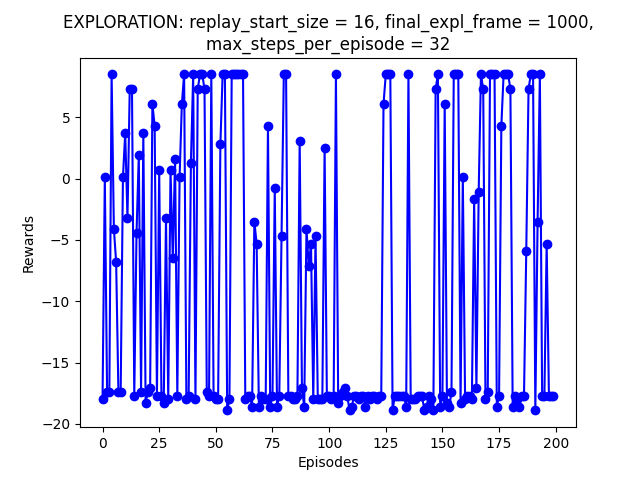 EXPLORATION: replay_start_size = 16, final_expl_frame = 1000,
max_steps_per_episode = 32
5
0
−5
−10
−15
−20
Rewards
0 25 50 75 100 125 150 175 200
Episodes